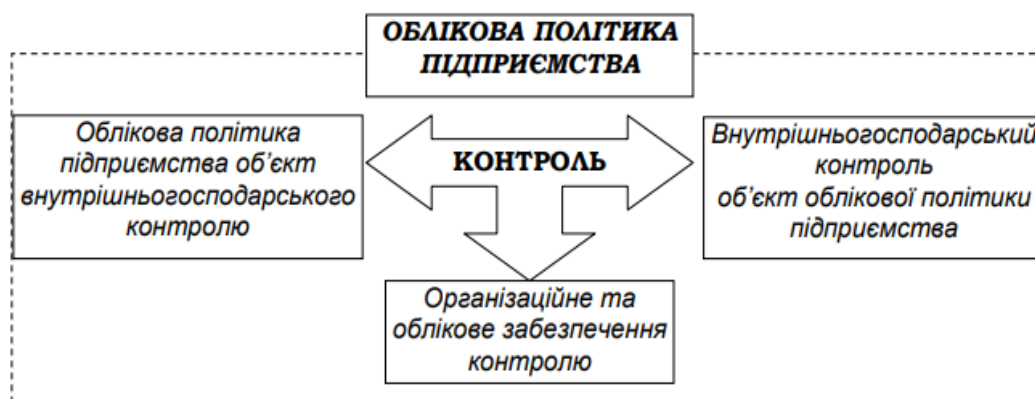 ОБЛІКОВА ПОЛІТИКА
ПІДПРИЄМСТВА
Облікова політика
підприємства об’єкт
внутрішньогосподарського
контролю
КОНТРОЛЬ
Внутрішньогосподарський
контроль
об’єкт облікової політики
підприємства
Організаційне та
облікове забезпечення
контролю